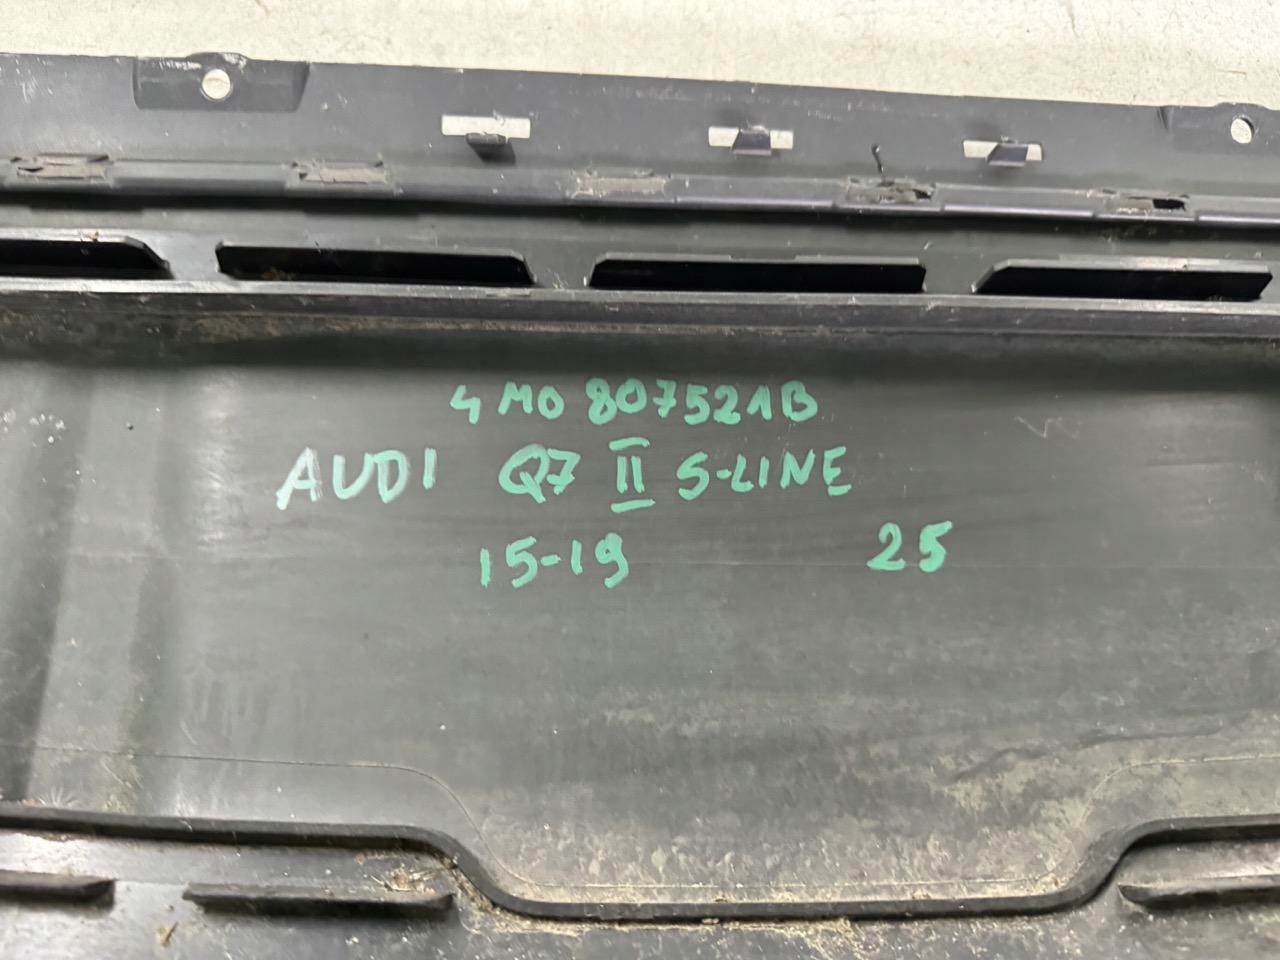 4M0 807521B
AUDI Q7 II S-LINE
15-19 25